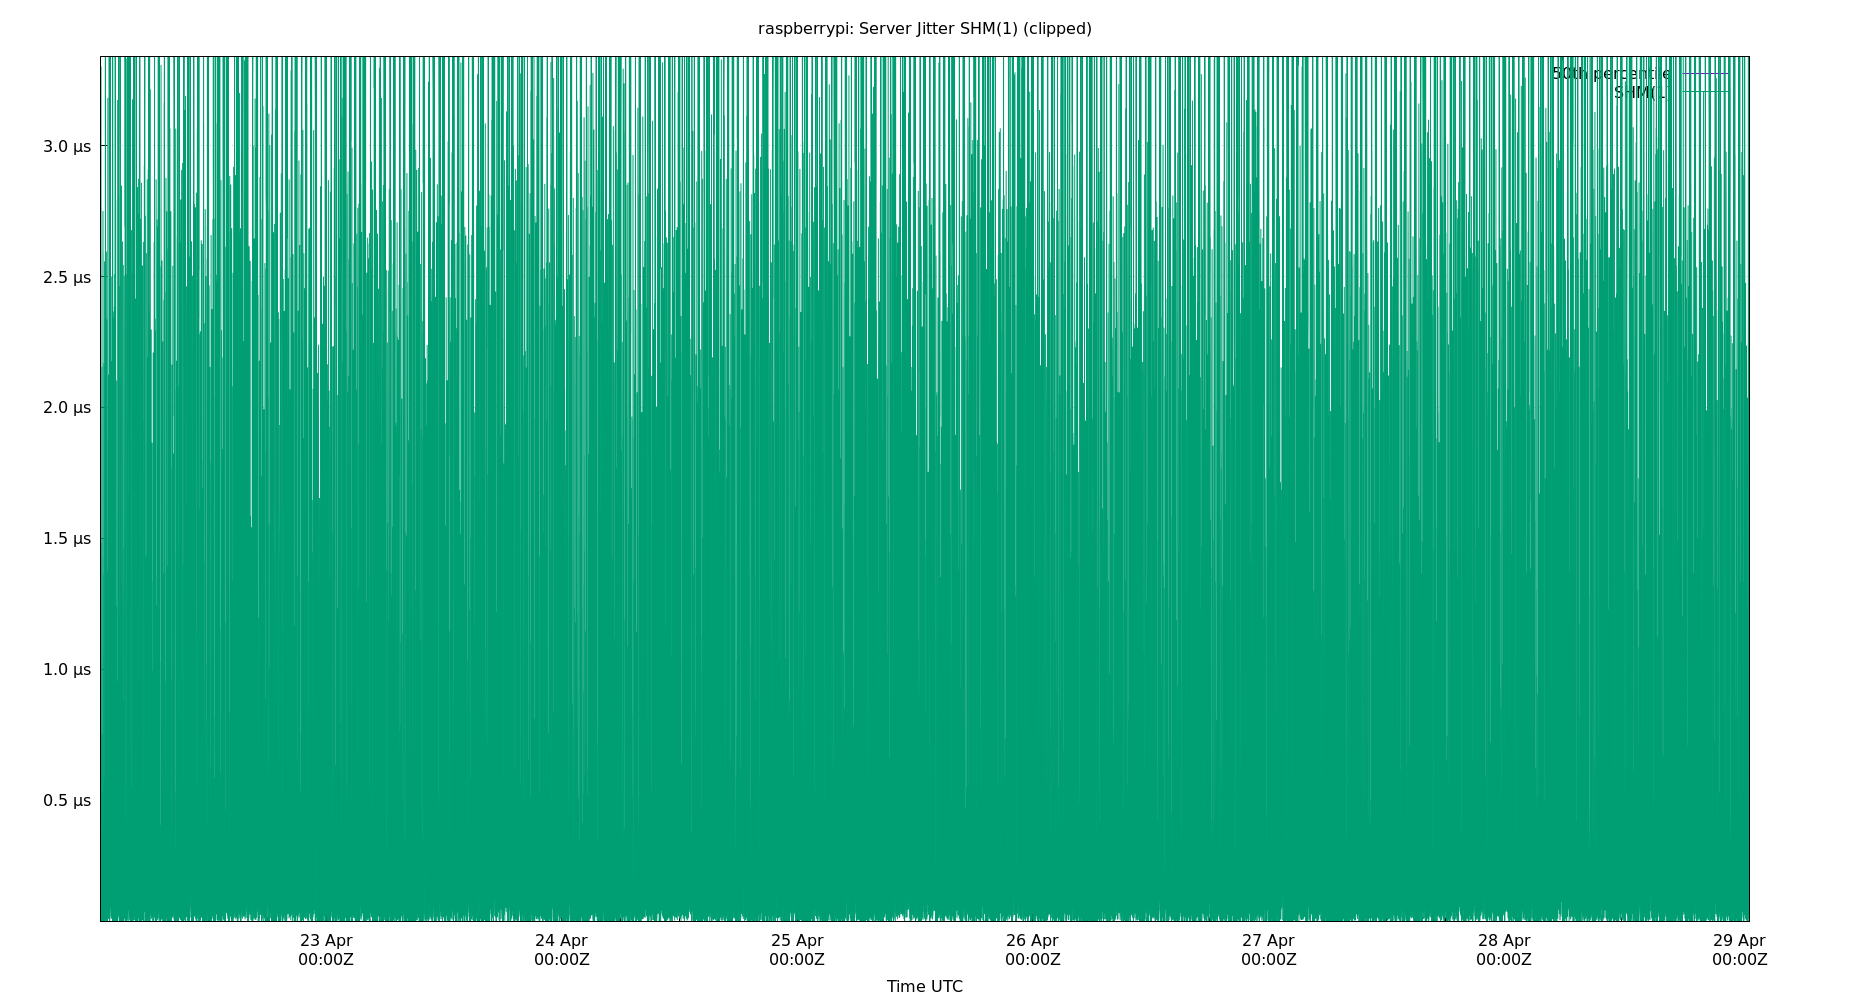 raspberrypi: Server Jitter SHM(1) (clipped)
50th percentile
SHM(1)
3.0 µs
2.5 µs
2.0 µs
1.5 µs
1.0 µs
0.5 µs
23 Apr 24 Apr 25 Apr 26 Apr 27 Apr 28 Apr 29 Apr
00:00Z 00:00Z 00:00Z 00:00Z 00:00Z 00:00Z 00:00Z
Time UTC